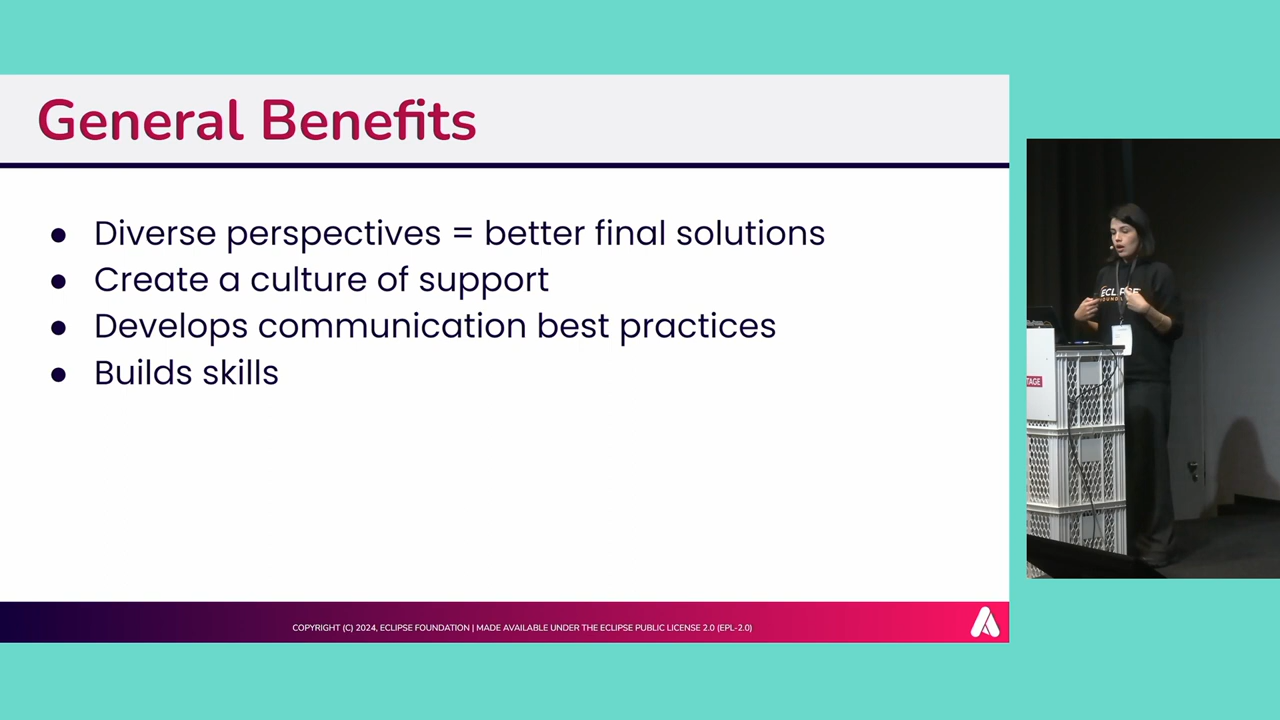 General Benefits
● Diverse perspectives = better final solutions
● Create a culture of support
● Develops communication best practices
● Builds skills
COPYRIGHT (C) 2024, ECLIPSE FOUNDATION | MADE AVAILABLE UNDER THE ECLIPSE PUBLIC LICENSE 2.0 (EPL-2.0)
TAGE